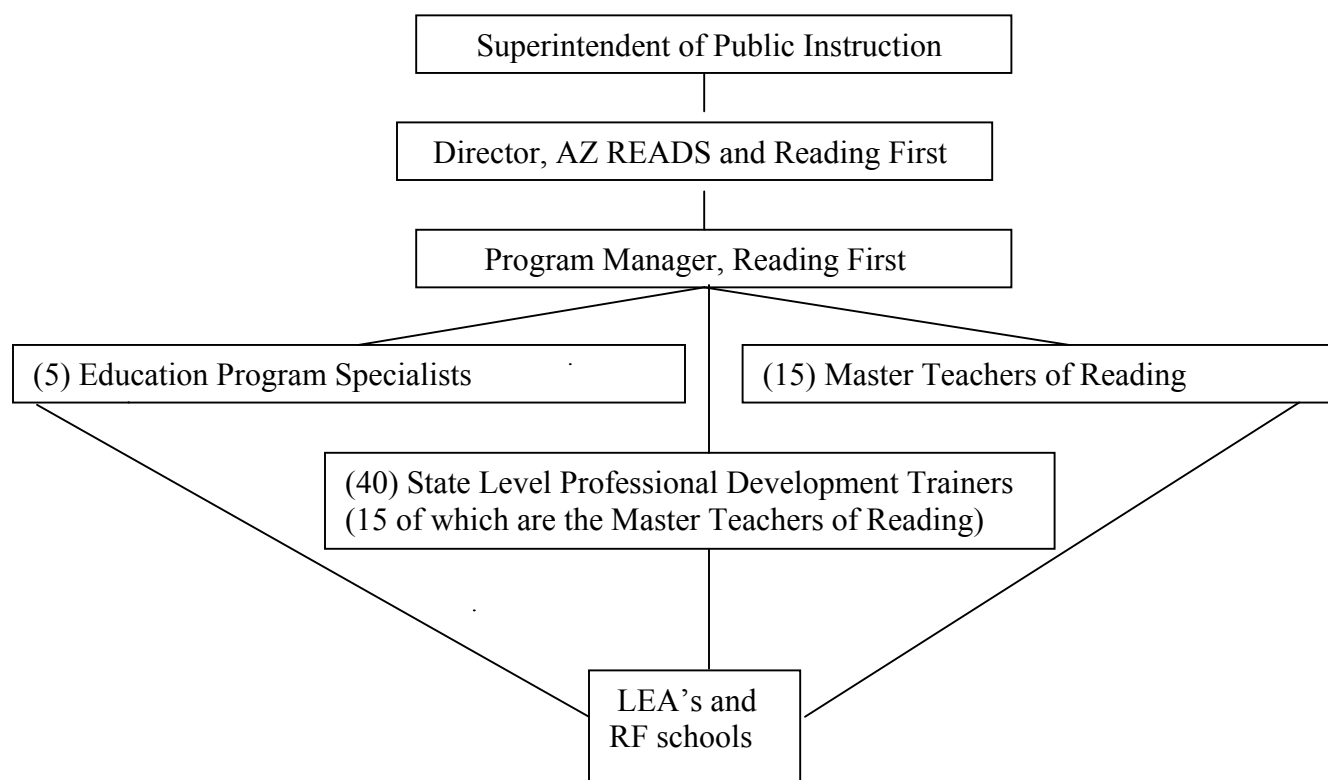 Superintendent of Public Instruction
Director, AZ READS and Reading First
Program Manager, Reading First
(5) Education Program Specialists
(15) Master Teachers of Reading
(40) State Level Professional Development Trainers
(15 of which are the Master Teachers of Reading)
LEA’s and
RF schools